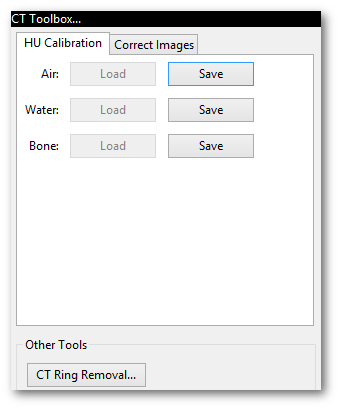 CT Toolbox...
HU Calibration Correct Images
Air: Load Save
Water: Load Save
Bone: Load Save
Other Tools
CT Ring Removal...